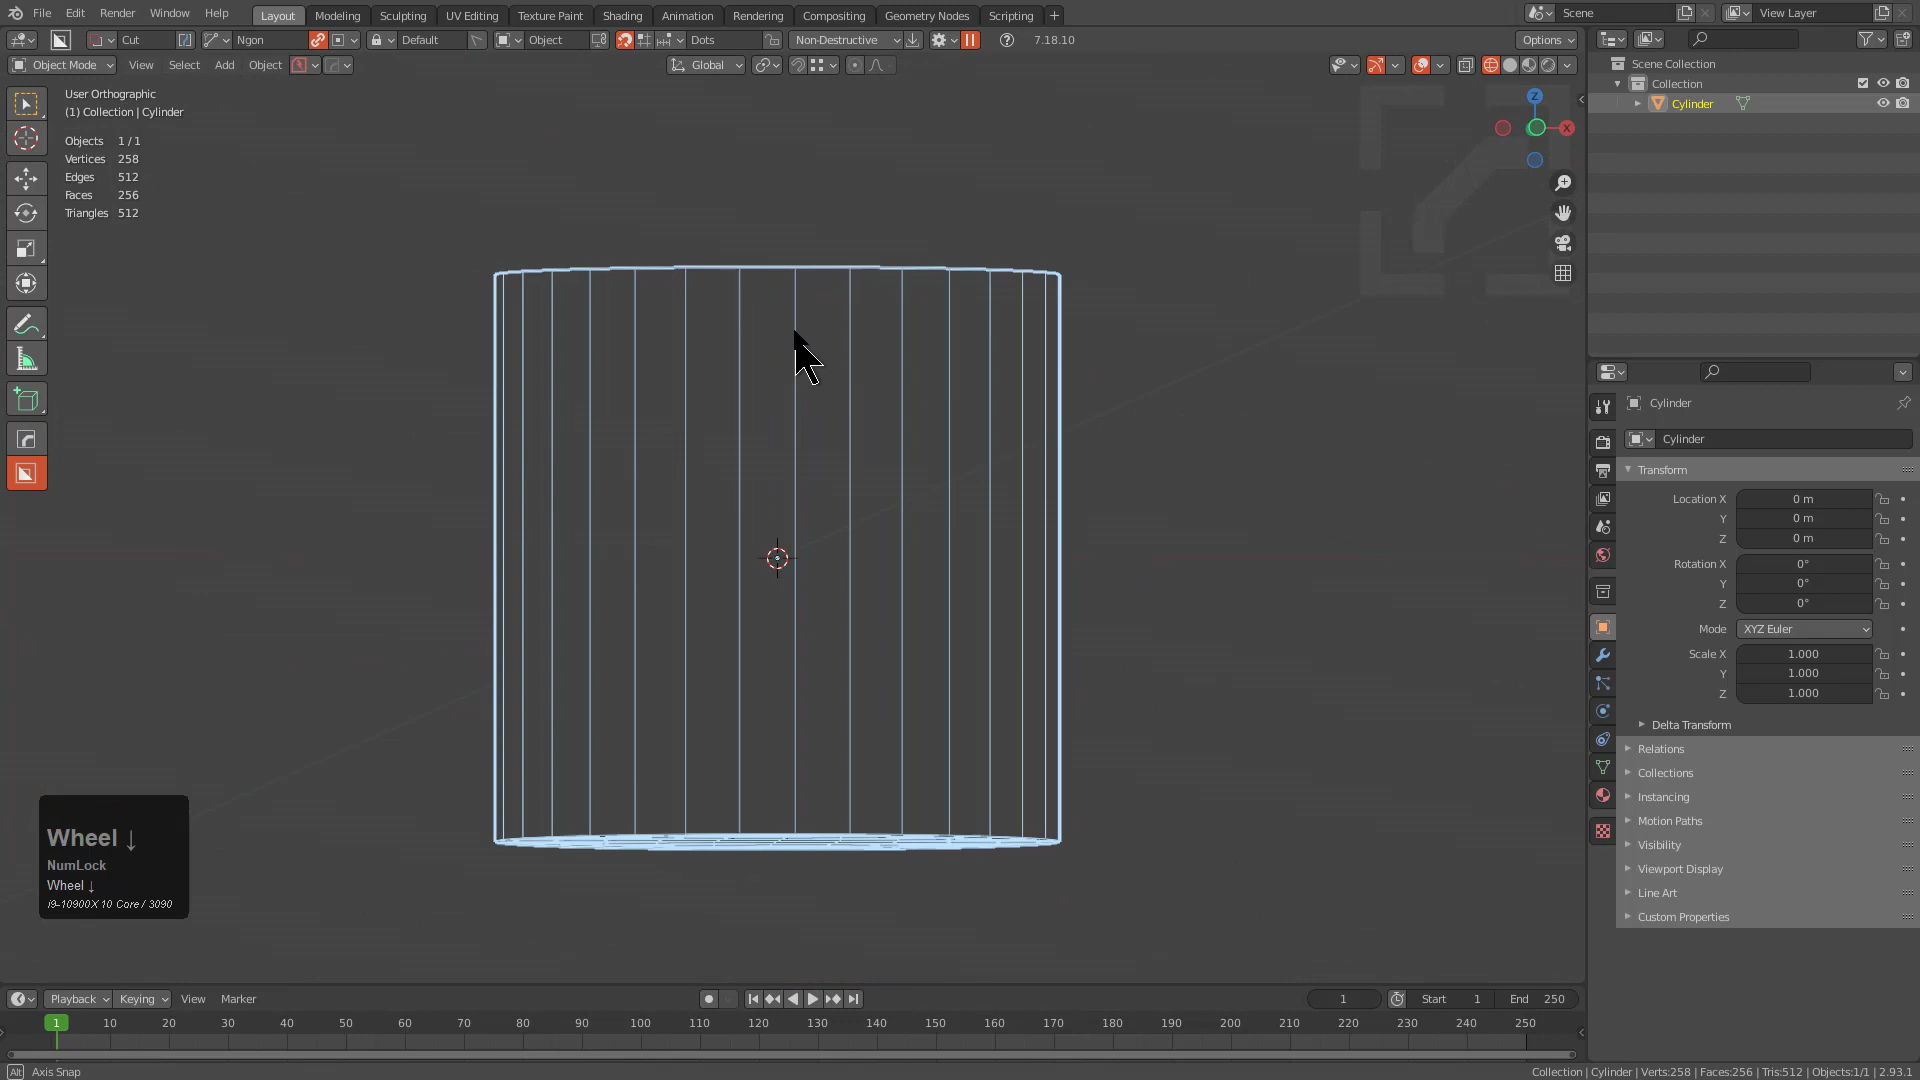 File Edit Render Window Help Layout Modeling Sculpting UV Editing Texture Paint Shading Animation Rendering Compositing Geometry Nodes Scripting + Scene View Layer
Cut Ngon Default Object Dots Non-Destructive 7.18.10 Options
Object Mode View Select Add Object Global
User Orthographic
(1) Collection | Cylinder
Objects 1/1
Vertices 258
Edges 512
Faces 256
Triangles 512
Z
X
Scene Collection
Collection
Cylinder
Cylinder
Cylinder
Transform
Location X 0 m
Y 0 m
Z 0 m
Rotation X 0°
Y 0°
Z 0°
Mode XYZ Euler
Scale X 1.000
Y 1.000
Z 1.000
Delta Transform
Relations
Collections
Instancing
Motion Paths
Visibility
Viewport Display
Line Art
Custom Properties
Wheel ↓
NumLock
Wheel ↓
i9-10900X 10 Core / 3090
Playback Keying View Marker 1 Start 1 End 250
1 10 20 30 40 50 60 70 80 90 100 110 120 130 140 150 160 170 180 190 200 210 220 230 240 250
Alt Axis Snap Collection | Cylinder | Verts:258 | Faces:256 | Tris:512 | Objects:1/1 | 2.93.1